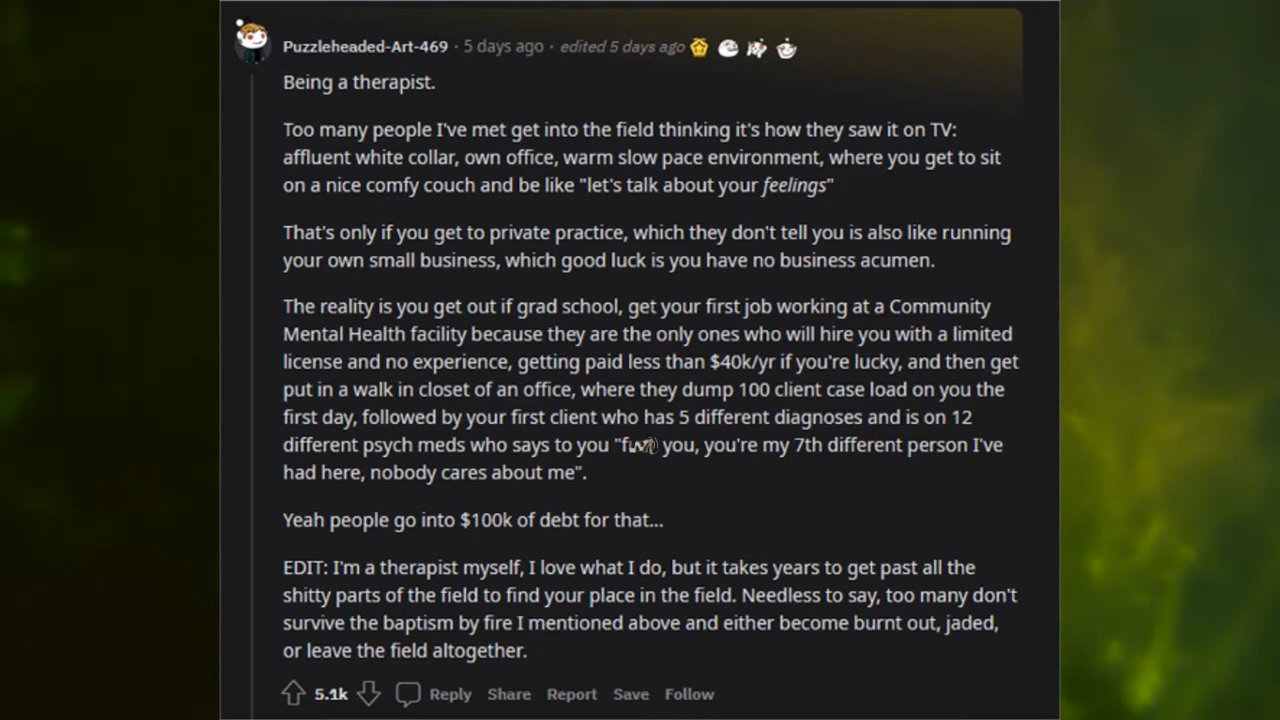 Puzzleheaded-Art-469 · 5 days ago · edited 5 days ago
Being a therapist.
Too many people I've met get into the field thinking it's how they saw it on TV:
affluent white collar, own office, warm slow pace environment, where you get to sit
on a nice comfy couch and be like "let's talk about your feelings"
That's only if you get to private practice, which they don't tell you is also like running
your own small business, which good luck is you have no business acumen.
The reality is you get out if grad school, get your first job working at a Community
Mental Health facility because they are the only ones who will hire you with a limited
license and no experience, getting paid less than $40k/yr if you're lucky, and then get
put in a walk in closet of an office, where they dump 100 client case load on you the
first day, followed by your first client who has 5 different diagnoses and is on 12
different psych meds who says to you " you, you're my 7th different person I've
had here, nobody cares about me".
Yeah people go into $100k of debt for that...
EDIT: I'm a therapist myself, I love what I do, but it takes years to get past all the
shitty parts of the field to find your place in the field. Needless to say, too many don't
survive the baptism by fire I mentioned above and either become burnt out, jaded,
or leave the field altogether.
5.1k Reply Share Report Save Follow